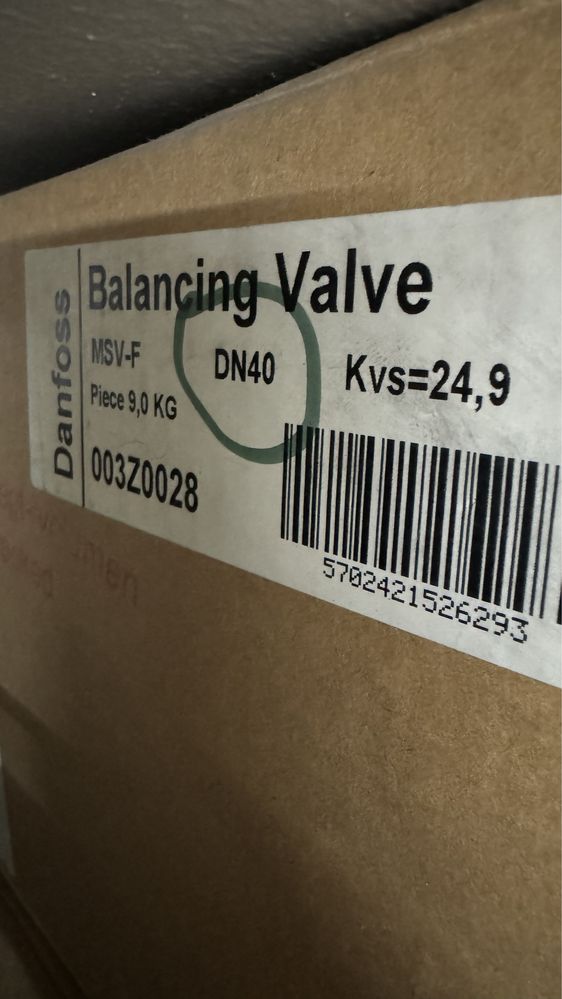 Danfoss
Balancing Valve
MSV-F
DN40
Kvs=24,9
Piece 9,0 KG
003Z0028
5702421526293